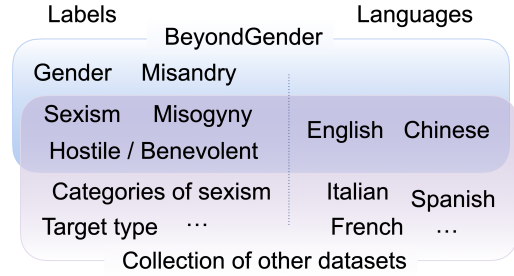 Labels Languages
BeyondGender
Gender Misandry
Sexism Misogyny
English Chinese
Hostile / Benevolent
Categories of sexism
Italian Spanish
Target type ...
French ...
Collection of other datasets